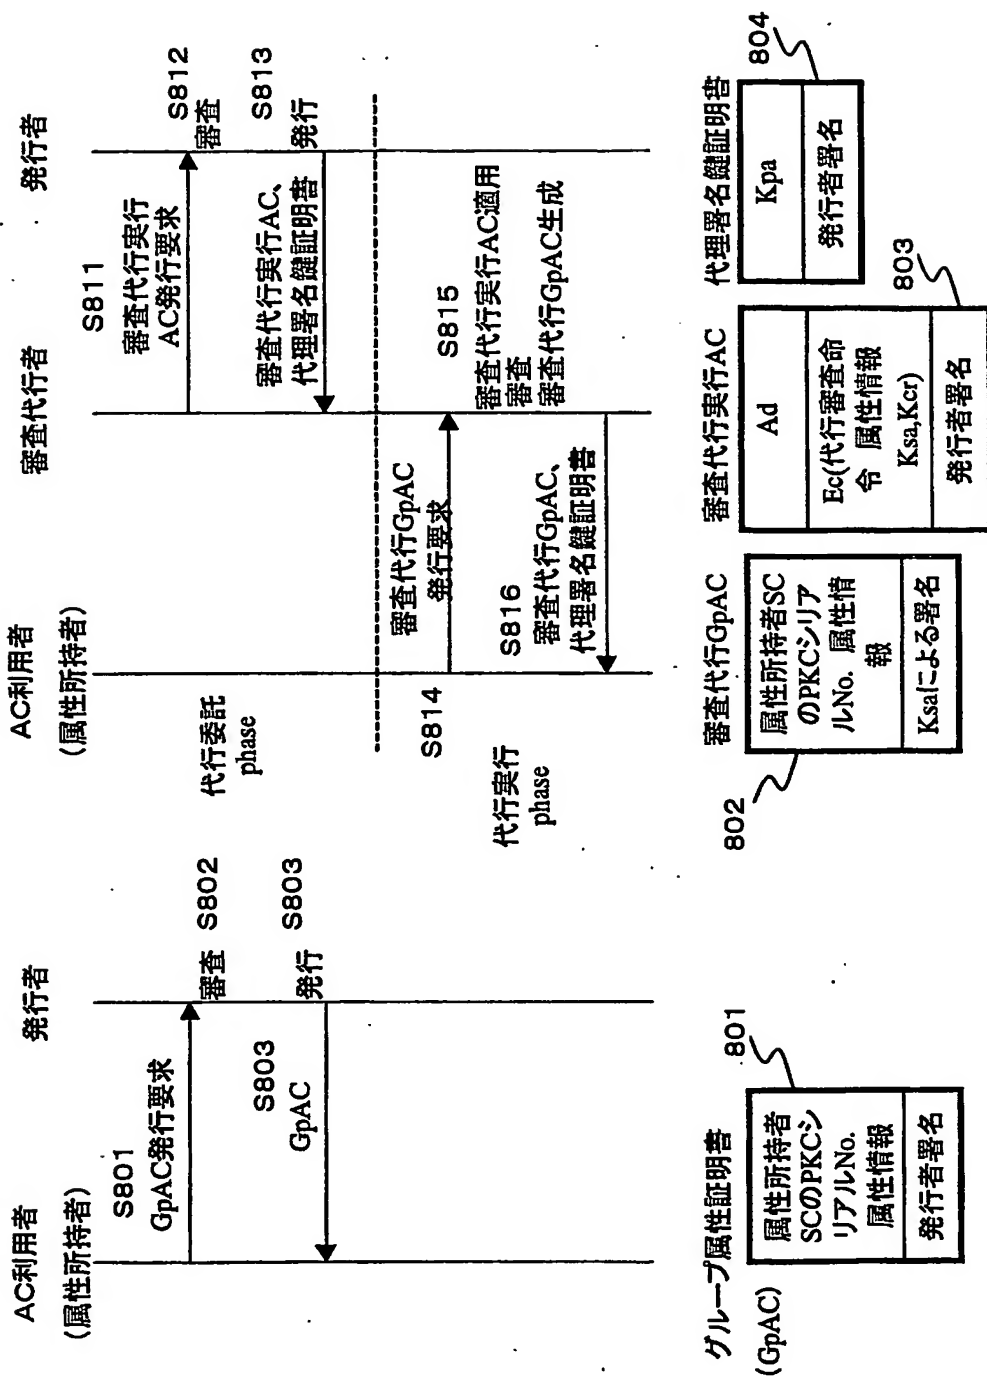 AC利用者
(属性所持者)
発行者
S801
GpAC発行要求
審査 S802
S803
GpAC
発行 S803
グループ属性証明書
(GpAC)
属性所持者
SCのPKCシ
リアルNo.
属性情報
発行者署名
801
AC利用者
(属性所持者)
審査代行者
発行者
代行委託
phase
S811
審査代行実行
AC発行要求
S812
審査
S813
発行
審査代行実行AC、
代理署名鍵証明書
代行実行
phase
S814
審査代行GpAC
発行要求
S815
審査代行実行AC適用
審査
審査代行GpAC生成
S816
審査代行GpAC、
代理署名鍵証明書
審査代行GpAC
属性所持者SC
のPKCシリア
ルNo. 属性情
報
Ksaによる署名
802
審査代行実行AC
Ad
Ec(代行審査命
令 属性情報
Ksa,Kcr)
発行者署名
803
代理署名鍵証明書
Kpa
発行者署名
804